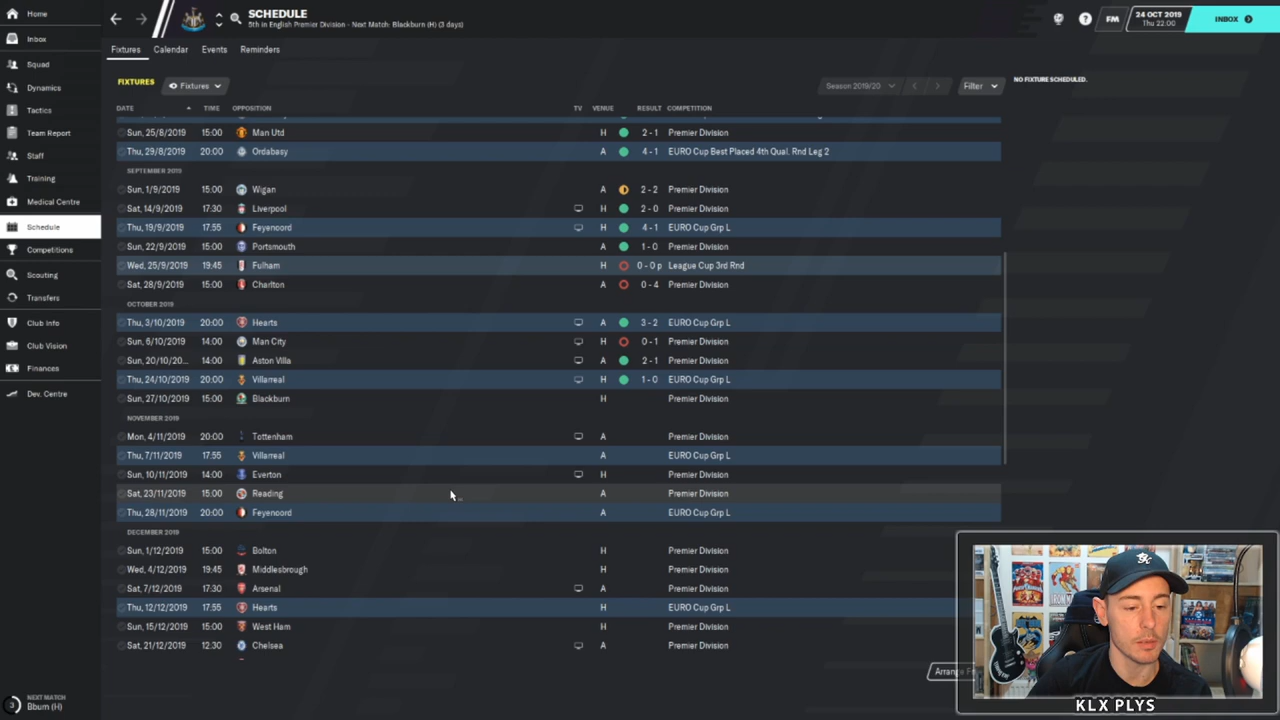 Home
SCHEDULE
5th in English Premier Division - Next Match: Blackburn (H) (3 days)
FM
24 OCT 2019
Thu 22:00
INBOX
Inbox
Squad
Dynamics
Tactics
Team Report
Staff
Training
Medical Centre
Schedule
Competitions
Scouting
Transfers
Club Info
Club Vision
Finances
Dev. Centre
NEXT MATCH
Bburn (H)
3
Fixtures Calendar Events Reminders
FIXTURES Fixtures Season 2019/20 Filter
NO FIXTURE SCHEDULED.
DATE TIME OPPOSITION TV VENUE RESULT COMPETITION
Sun, 25/8/2019 15:00 Man Utd H 2 - 1 Premier Division
Thu, 29/8/2019 20:00 Ordabasy A 4 - 1 EURO Cup Best Placed 4th Qual. Rnd Leg 2
SEPTEMBER 2019
Sun, 1/9/2019 15:00 Wigan A 2 - 2 Premier Division
Sat, 14/9/2019 17:30 Liverpool H 2 - 0 Premier Division
Thu, 19/9/2019 17:55 Feyenoord H 4 - 1 EURO Cup Grp L
Sun, 22/9/2019 15:00 Portsmouth A 1 - 0 Premier Division
Wed, 25/9/2019 19:45 Fulham H 0 - 0 p League Cup 3rd Rnd
Sat, 28/9/2019 15:00 Charlton A 0 - 4 Premier Division
OCTOBER 2019
Thu, 3/10/2019 20:00 Hearts A 3 - 2 EURO Cup Grp L
Sun, 6/10/2019 14:00 Man City H 0 - 1 Premier Division
Sun, 20/10/20... 14:00 Aston Villa A 2 - 1 Premier Division
Thu, 24/10/2019 20:00 Villarreal H 1 - 0 EURO Cup Grp L
Sun, 27/10/2019 15:00 Blackburn H Premier Division
NOVEMBER 2019
Mon, 4/11/2019 20:00 Tottenham A Premier Division
Thu, 7/11/2019 17:55 Villarreal A EURO Cup Grp L
Sun, 10/11/2019 14:00 Everton H Premier Division
Sat, 23/11/2019 15:00 Reading A Premier Division
Thu, 28/11/2019 20:00 Feyenoord A EURO Cup Grp L
DECEMBER 2019
Sun, 1/12/2019 15:00 Bolton H Premier Division
Wed, 4/12/2019 19:45 Middlesbrough H Premier Division
Sat, 7/12/2019 17:30 Arsenal A Premier Division
Thu, 12/12/2019 17:55 Hearts H EURO Cup Grp L
Sun, 15/12/2019 15:00 West Ham H Premier Division
Sat, 21/12/2019 12:30 Chelsea A Premier Division
Arrange
KLX PLYS